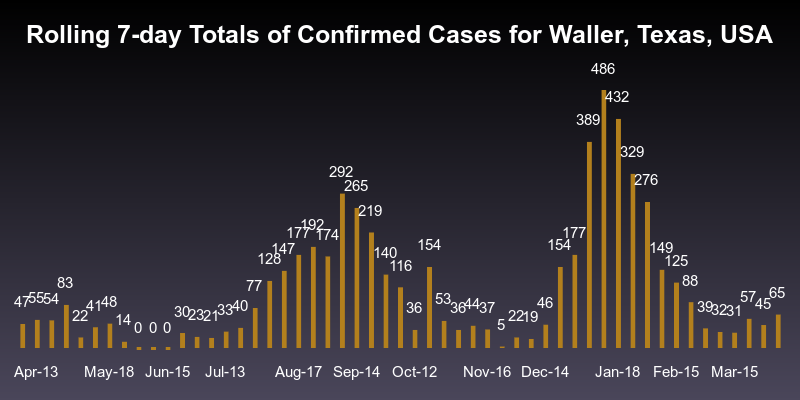 Rolling 7-day Totals of Confirmed Cases for Waller, Texas, USA
47 55 54 83 22 41 48 14 0 0 0 30 23 21 33 40 77 128 147 177 192 174 292 265 219 140 116 36 154 53 36 44 37 5 22 19 46 154 177 389 486 432 329 276 149 125 88 39 32 31 57 45 65
Apr-13 May-18 Jun-15 Jul-13 Aug-17 Sep-14 Oct-12 Nov-16 Dec-14 Jan-18 Feb-15 Mar-15